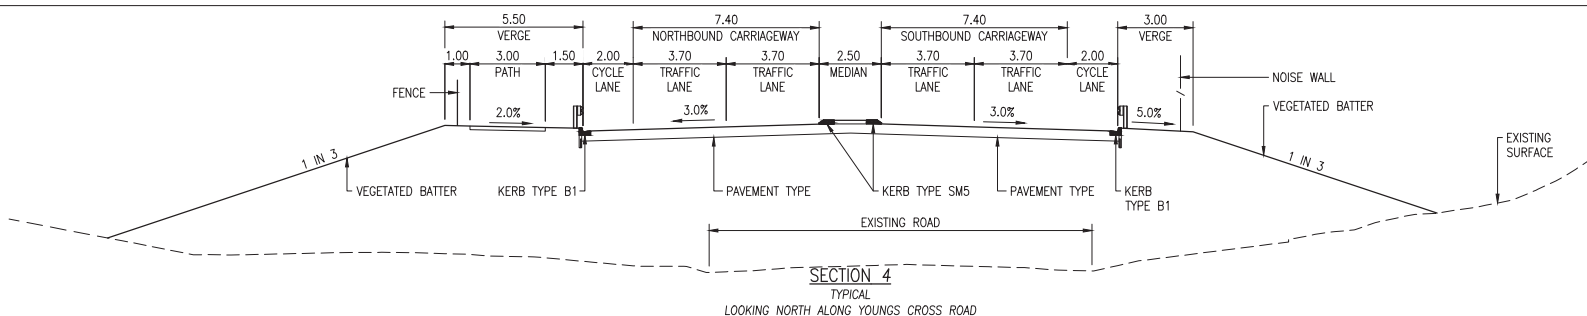 5.50
VERGE
7.40
NORTHBOUND CARRIAGEWAY
7.40
SOUTHBOUND CARRIAGEWAY
3.00
VERGE
1.00
3.00
PATH
1.50
2.00
CYCLE
LANE
3.70
TRAFFIC
LANE
3.70
TRAFFIC
LANE
2.50
MEDIAN
3.70
TRAFFIC
LANE
3.70
TRAFFIC
LANE
2.00
CYCLE
LANE
NOISE WALL
FENCE
VEGETATED BATTER
2.0%
3.0%
3.0%
5.0%
EXISTING
SURFACE
1 IN 3
1 IN 3
VEGETATED BATTER
KERB TYPE B1
PAVEMENT TYPE
KERB TYPE SM5
PAVEMENT TYPE
KERB
TYPE B1
EXISTING ROAD
SECTION 4
TYPICAL
LOOKING NORTH ALONG YOUNGS CROSS ROAD